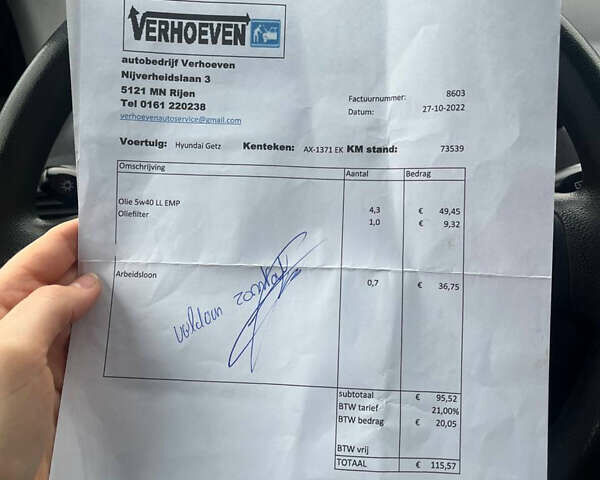 VERHOEVEN
autobedrijf Verhoeven
Nijverheidslaan 3
5121 MN Rijen
Tel 0161 220238
verhoevenautoservice@gmail.com
Factuurnummer: 8603
Datum: 27-10-2022
Voertuig: Hyundai Getz Kenteken: AX-1371 EK KM stand: 73539
Omschrijving Aantal Bedrag
Olie 5w40 LL EMP 4,3 € 49,45
Oliefilter 1,0 € 9,32
Arbeidsloon 0,7 € 36,75
voldaan
subtotaal € 95,52
BTW tarief 21,00%
BTW bedrag € 20,05
BTW vrij
TOTAAL € 115,57